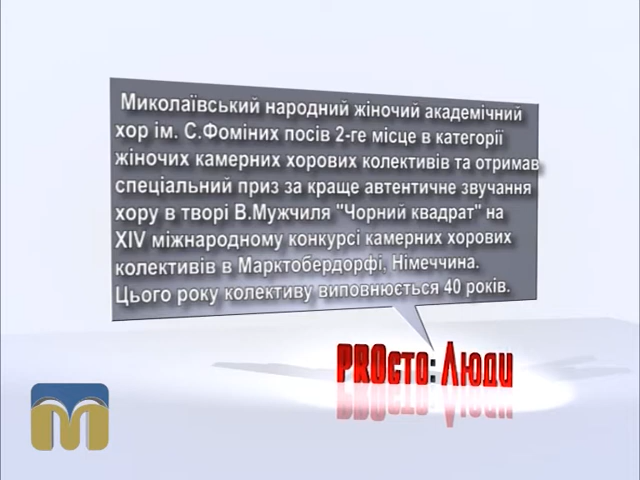 Миколаївський народний жіночий академічний
хор ім. С.Фоміних посів 2-ге місце в категорії
жіночих камерних хорових колективів та отримав
спеціальний приз за краще автентичне звучання
хору в творі В.Мужчиля "Чорний квадрат" на
XIV міжнародному конкурсі камерних хорових
колективів в Марктобердорфі, Німеччина.
Цього року колективу виповнюється 40 років.
PROсто: Люди
М